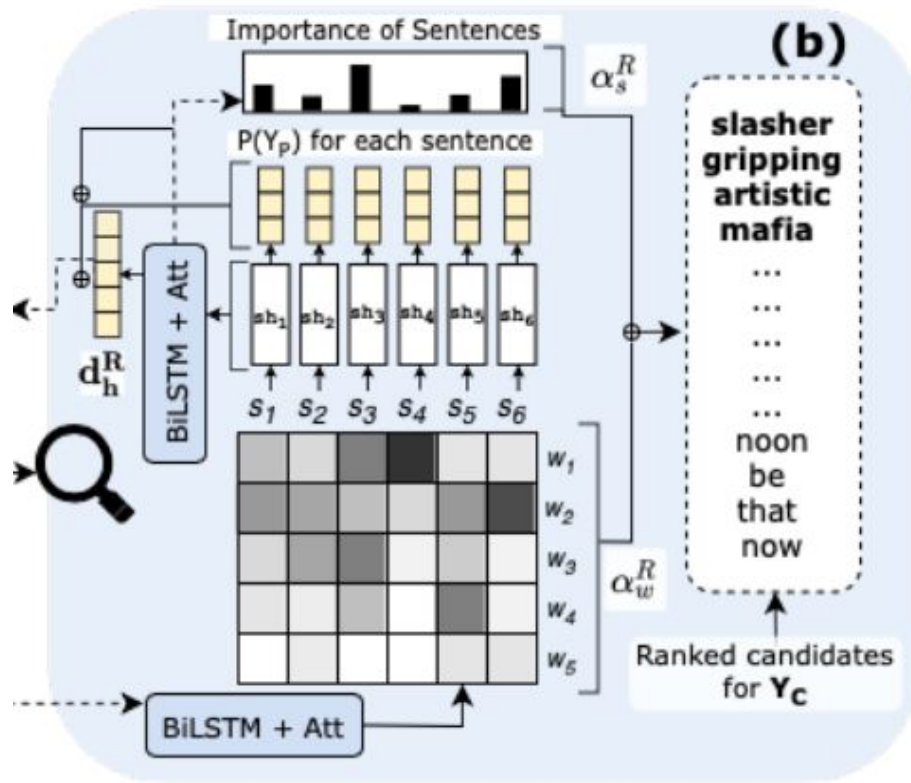 Importance of Sentences
(b)
α_s^R
P(Y_P) for each sentence
slasher
gripping
artistic
mafia
...
...
...
...
...
noon
be
that
now
sh_1 sh_2 sh_3 sh_4 sh_5 sh_6
BiLSTM + Att
d_h^R
s_1 s_2 s_3 s_4 s_5 s_6
w_1
w_2
w_3
w_4
w_5
α_w^R
Ranked candidates
for Y_C
BiLSTM + Att